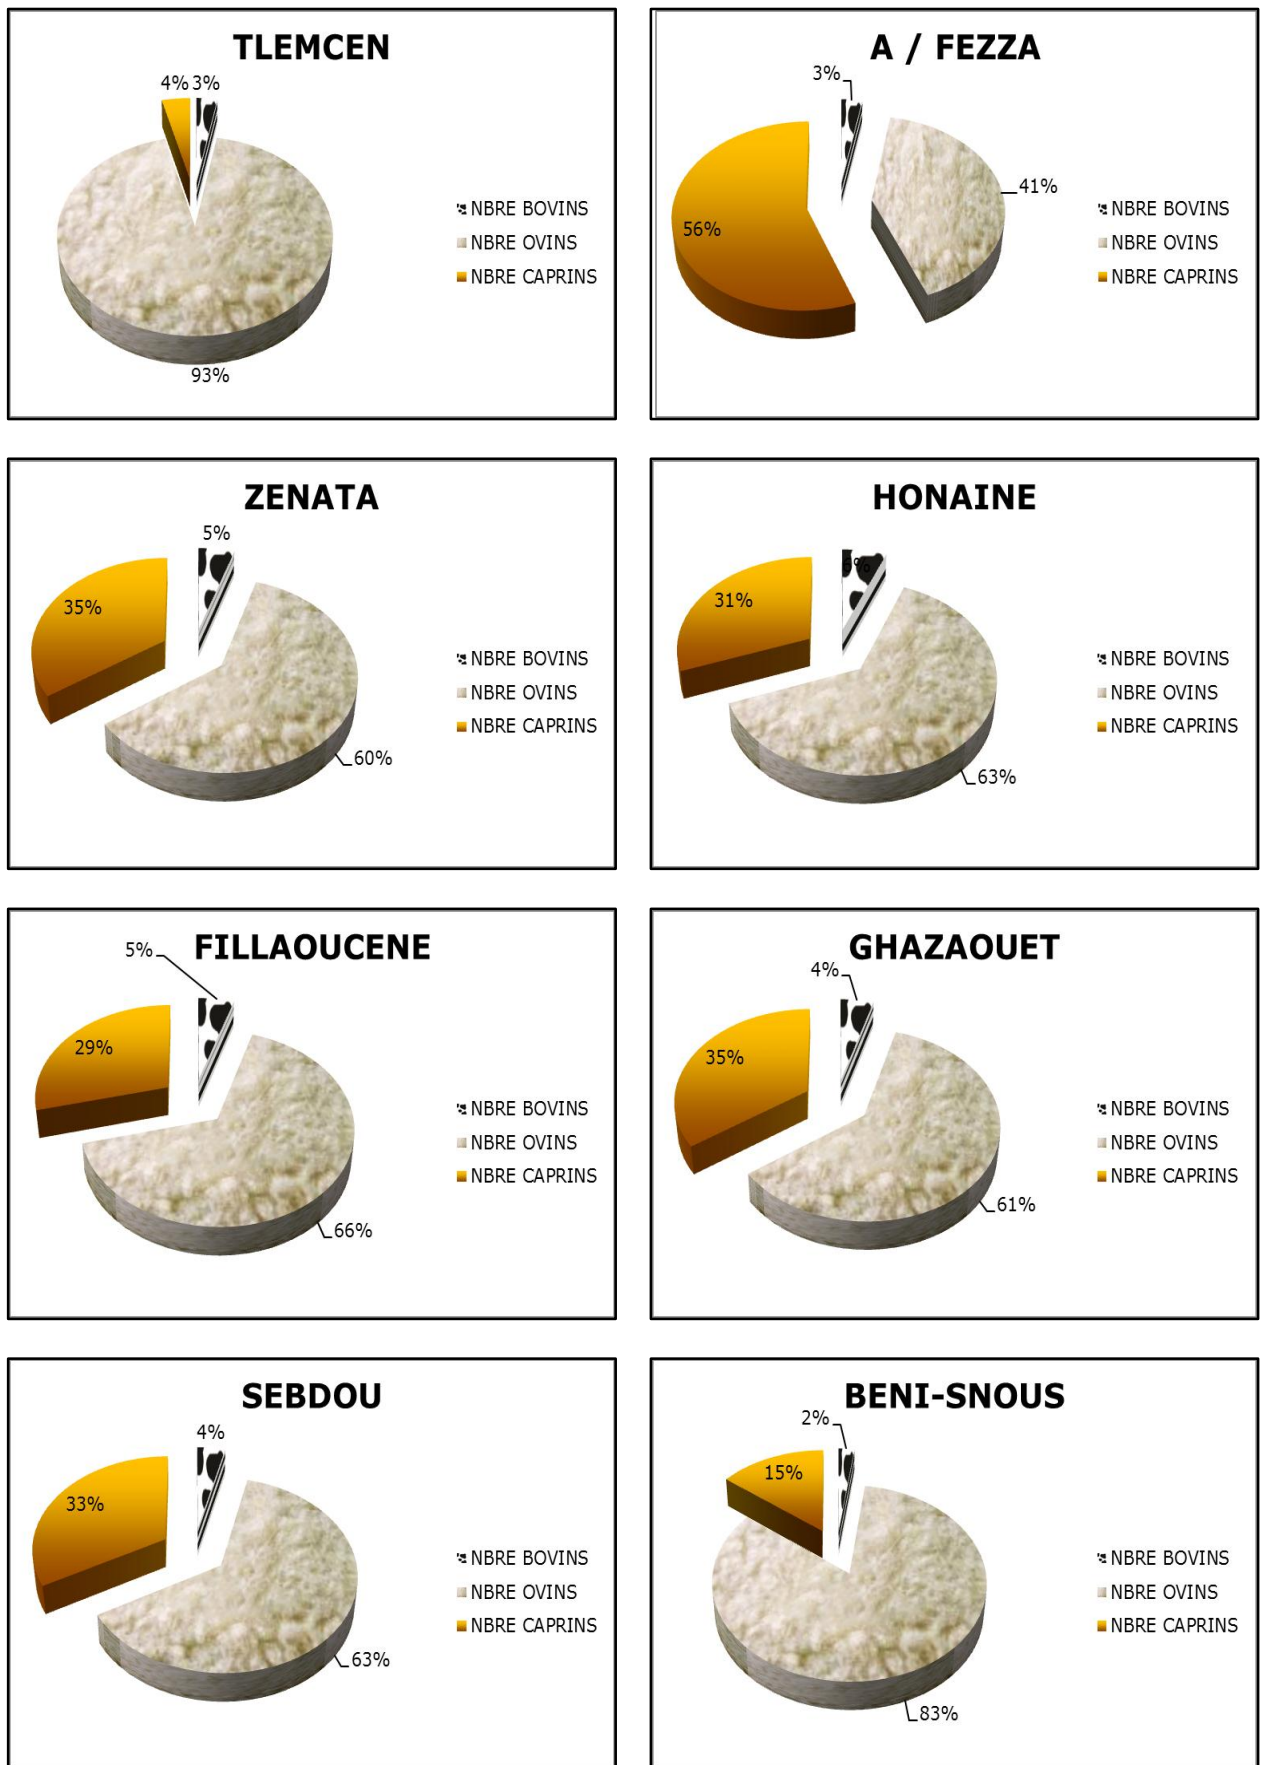 TLEMCEN
4% 3%
93%
NBRE BOVINS
NBRE OVINS
NBRE CAPRINS
A / FEZZA
3%
41%
56%
NBRE BOVINS
NBRE OVINS
NBRE CAPRINS
ZENATA
5%
35%
60%
NBRE BOVINS
NBRE OVINS
NBRE CAPRINS
HONAINE
6%
31%
63%
NBRE BOVINS
NBRE OVINS
NBRE CAPRINS
FILLAOUCENE
5%
29%
66%
NBRE BOVINS
NBRE OVINS
NBRE CAPRINS
GHAZAOUET
4%
35%
61%
NBRE BOVINS
NBRE OVINS
NBRE CAPRINS
SEBDOU
4%
33%
63%
NBRE BOVINS
NBRE OVINS
NBRE CAPRINS
BENI-SNOUS
2%
15%
83%
NBRE BOVINS
NBRE OVINS
NBRE CAPRINS